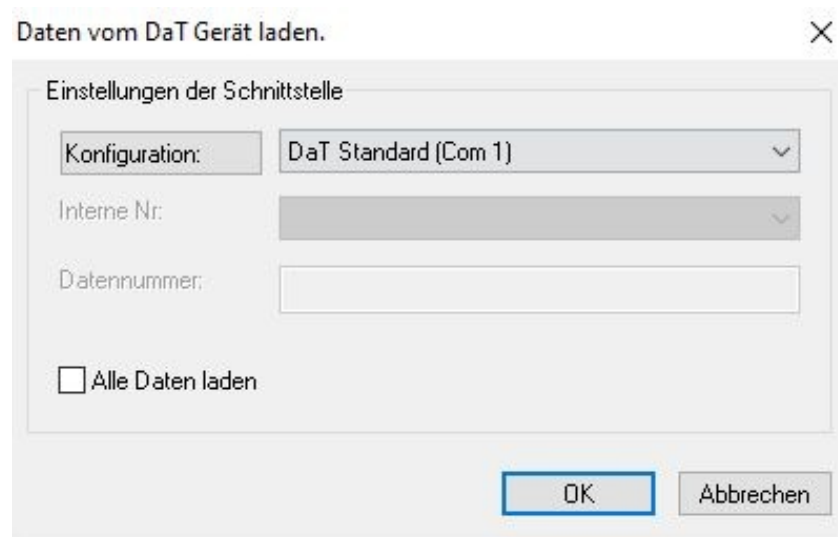 Daten vom DaT Gerät laden.
Einstellungen der Schnittstelle
Konfiguration: DaT Standard (Com 1)
Interne Nr:
Datennummer:
Alle Daten laden
OK Abbrechen